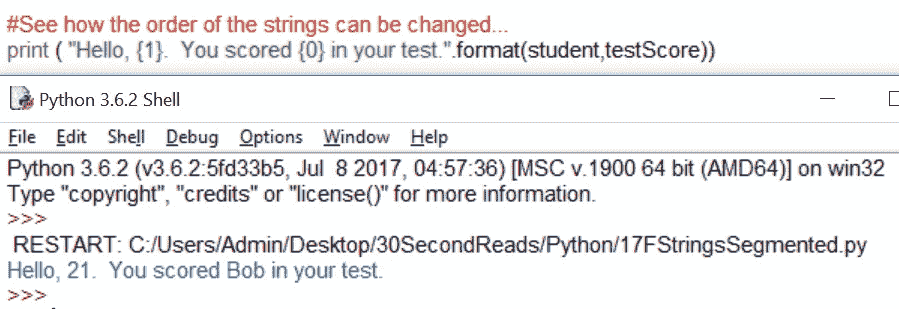 #See how the order of the strings can be changed...
print ( "Hello, {1}.  You scored {0} in your test.".format(student,testScore))
Python 3.6.2 Shell
File Edit Shell Debug Options Window Help
Python 3.6.2 (v3.6.2:5fd33b5, Jul  8 2017, 04:57:36) [MSC v.1900 64 bit (AMD64)] on win32
Type "copyright", "credits" or "license()" for more information.
>>>
RESTART: C:/Users/Admin/Desktop/30SecondReads/Python/17FStringsSegmented.py
Hello, 21.  You scored Bob in your test.
>>>